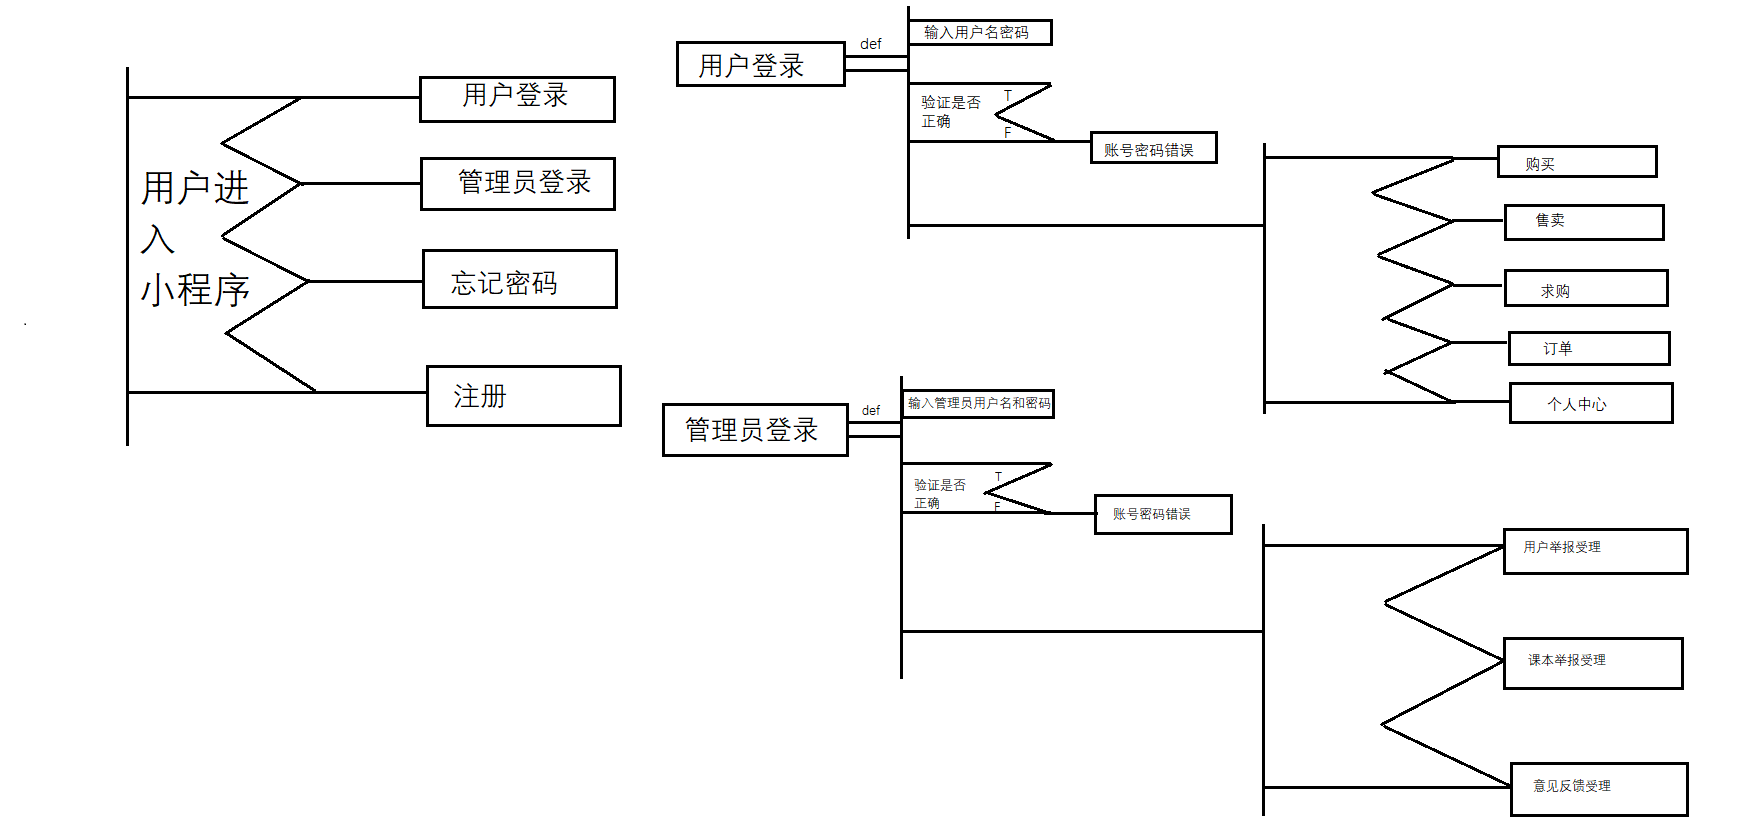 用户登录
管理员登录
用户进
入
小程序
忘记密码
注册
用户登录
def
输入用户名密码
验证是否
正确
T
F
账号密码错误
购买
售卖
求购
订单
个人中心
管理员登录
def
输入管理员用户名和密码
验证是否
正确
T
F
账号密码错误
用户举报受理
课本举报受理
意见反馈受理